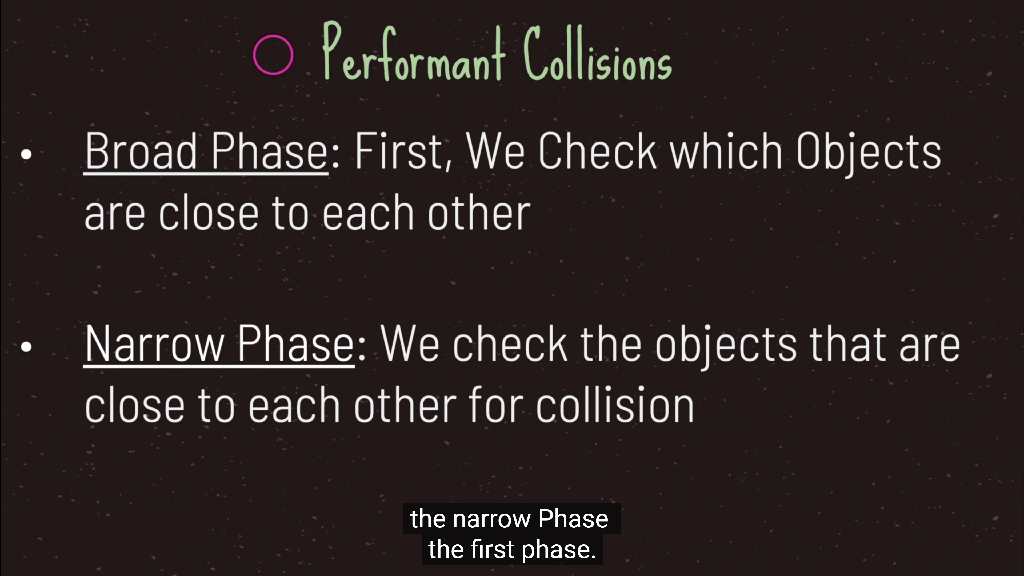 Performant Collisions
• Broad Phase: First, We Check which Objects
are close to each other
• Narrow Phase: We check the objects that are
close to each other for collision
the narrow Phase
the first phase.